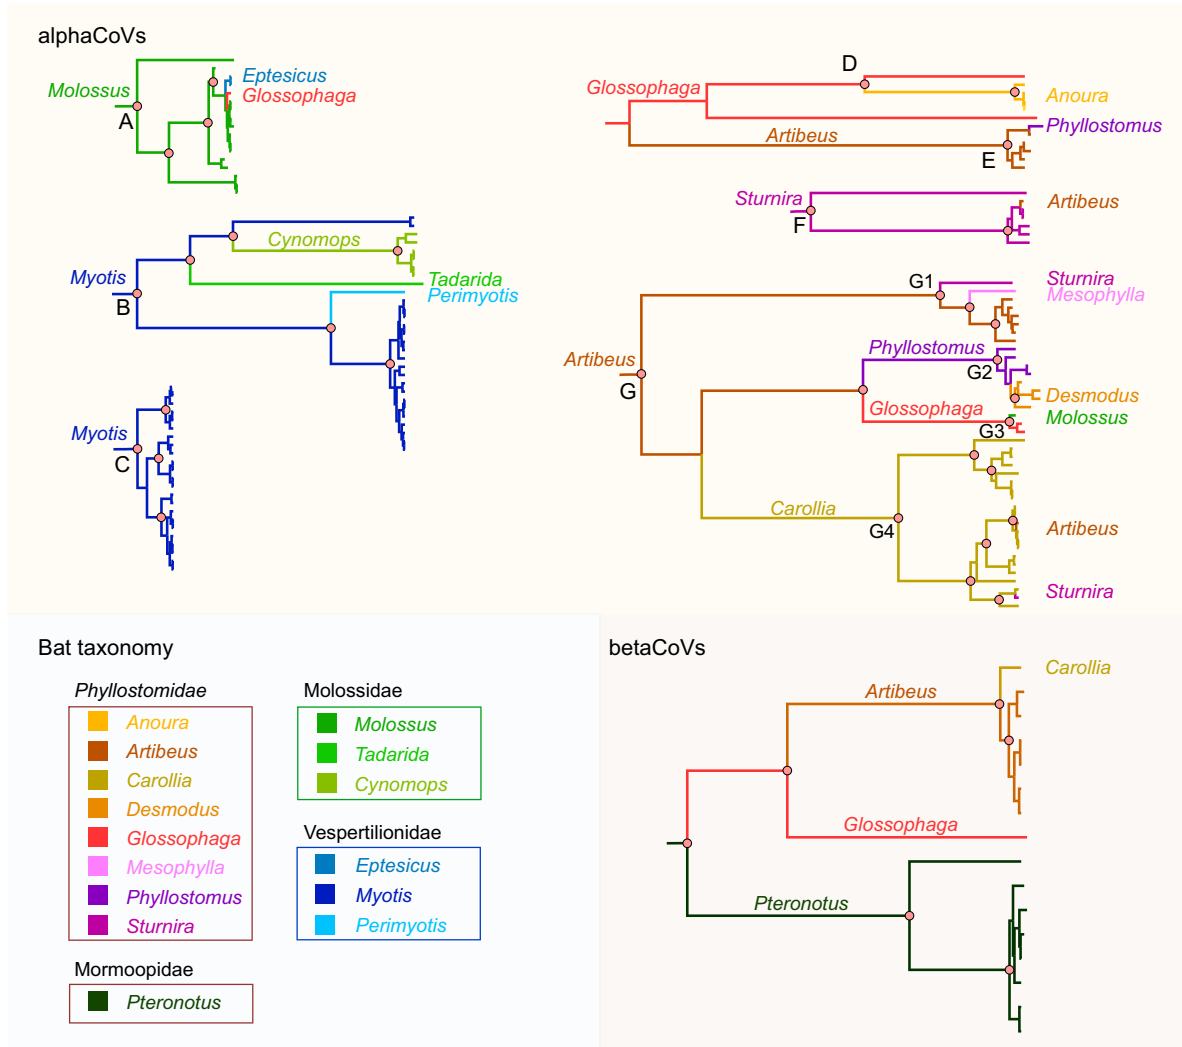 alphaCoVs
Molossus
A
Eptesicus
Glossophaga
Myotis
B
Cynomops
Tadarida
Perimyotis
Myotis
C
Glossophaga
D
Anoura
Artibeus
Phyllostomus
E
Sturnira
F
Artibeus
Artibeus
G
G1
Sturnira
Mesophylla
Phyllostomus
G2
Desmodus
Glossophaga
Molossus
G3
Carollia
G4
Artibeus
Sturnira
Bat taxonomy
Phyllostomidae
Anoura
Artibeus
Carollia
Desmodus
Glossophaga
Mesophylla
Phyllostomus
Sturnira
Mormoopidae
Pteronotus
Molossidae
Molossus
Tadarida
Cynomops
Vespertilionidae
Eptesicus
Myotis
Perimyotis
betaCoVs
Carollia
Artibeus
Glossophaga
Pteronotus